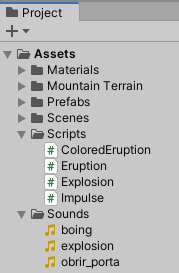 Project
+
Assets
Materials
Mountain Terrain
Prefabs
Scenes
Scripts
# ColoredEruption
# Eruption
# Explosion
# Impulse
Sounds
boing
explosion
obrir_porta